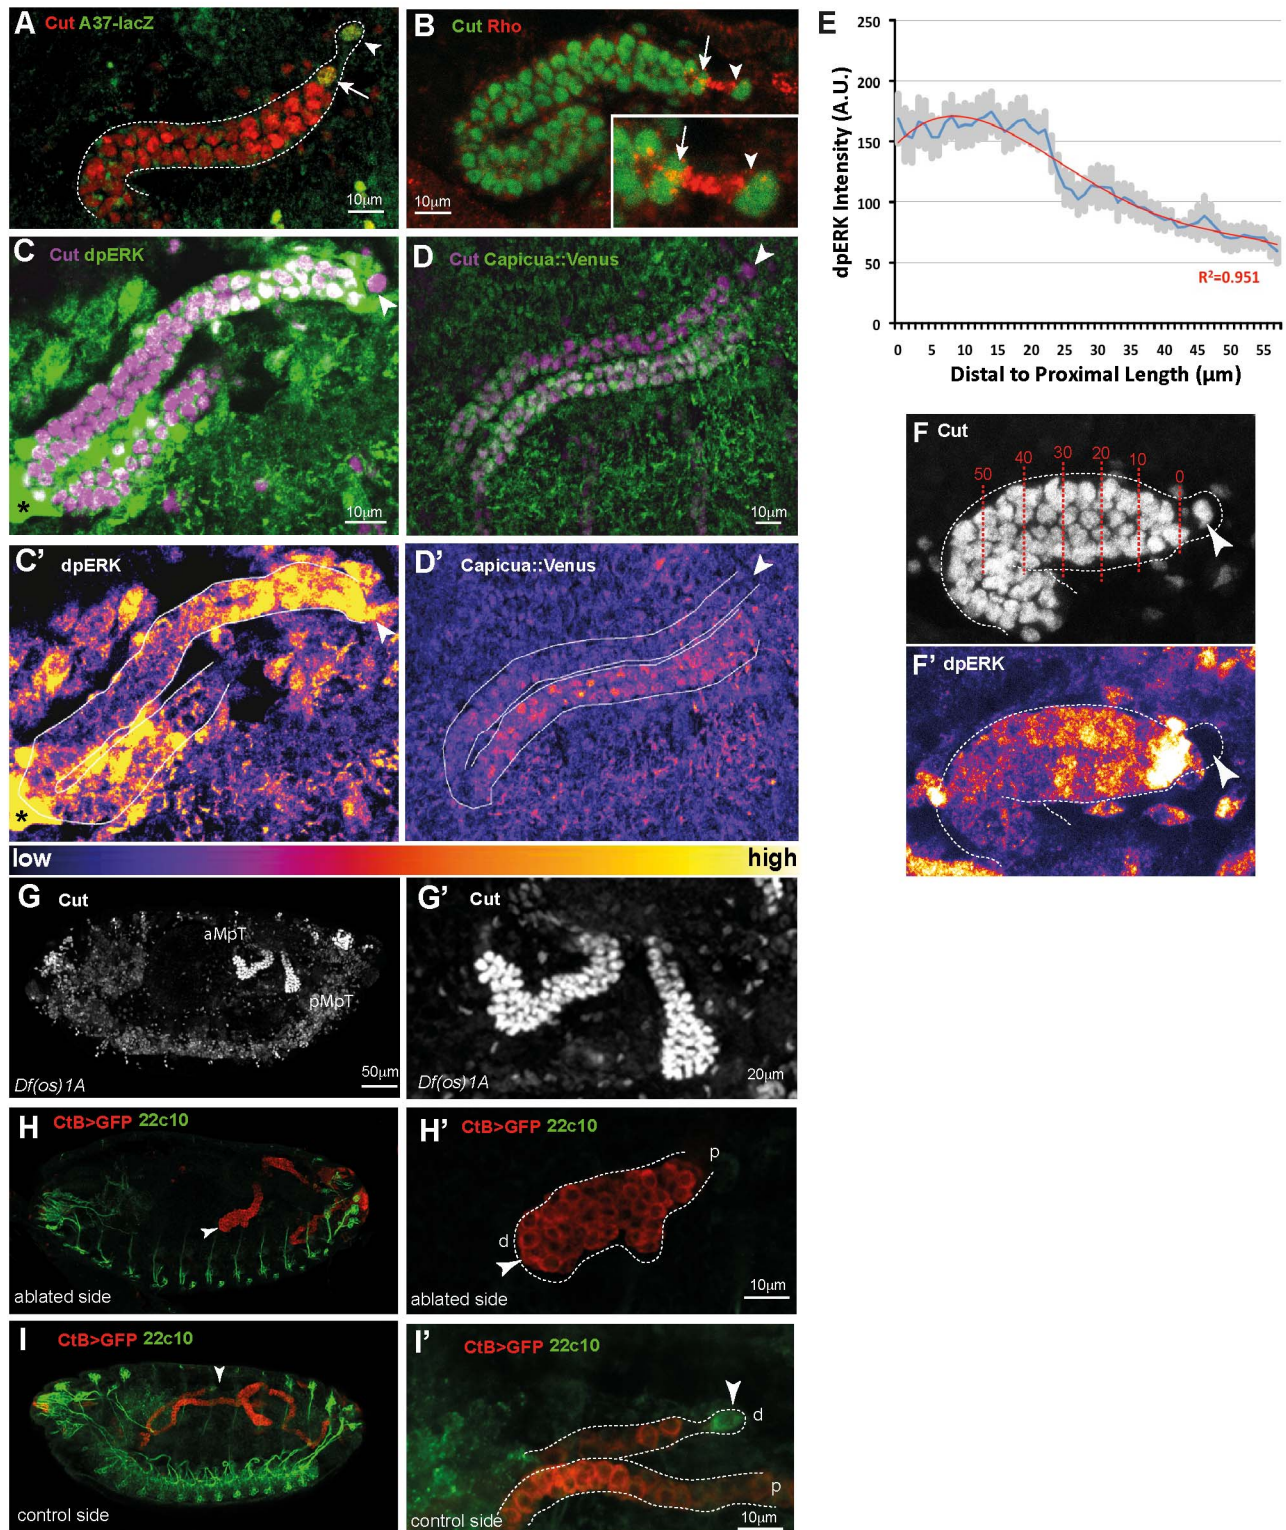 A Cut A37-lacZ
10µm
B Cut Rho
10µm
C Cut dpERK
*
10µm
D Cut Capicua::Venus
10µm
C' dpERK
*
D' Capicua::Venus
low high
E
dpERK Intensity (A.U.)
250
200
150
100
50
0
R²=0.951
0 5 10 15 20 25 30 35 40 45 50 55
Distal to Proximal Length (µm)
F Cut
50 40 30 20 10 0
F' dpERK
G Cut
aMpT
pMpT
50µm
Df(os)1A
G' Cut
20µm
Df(os)1A
H CtB>GFP 22c10
ablated side
H' CtB>GFP 22c10
p
d
10µm
ablated side
I CtB>GFP 22c10
control side
I' CtB>GFP 22c10
d
p
10µm
control side